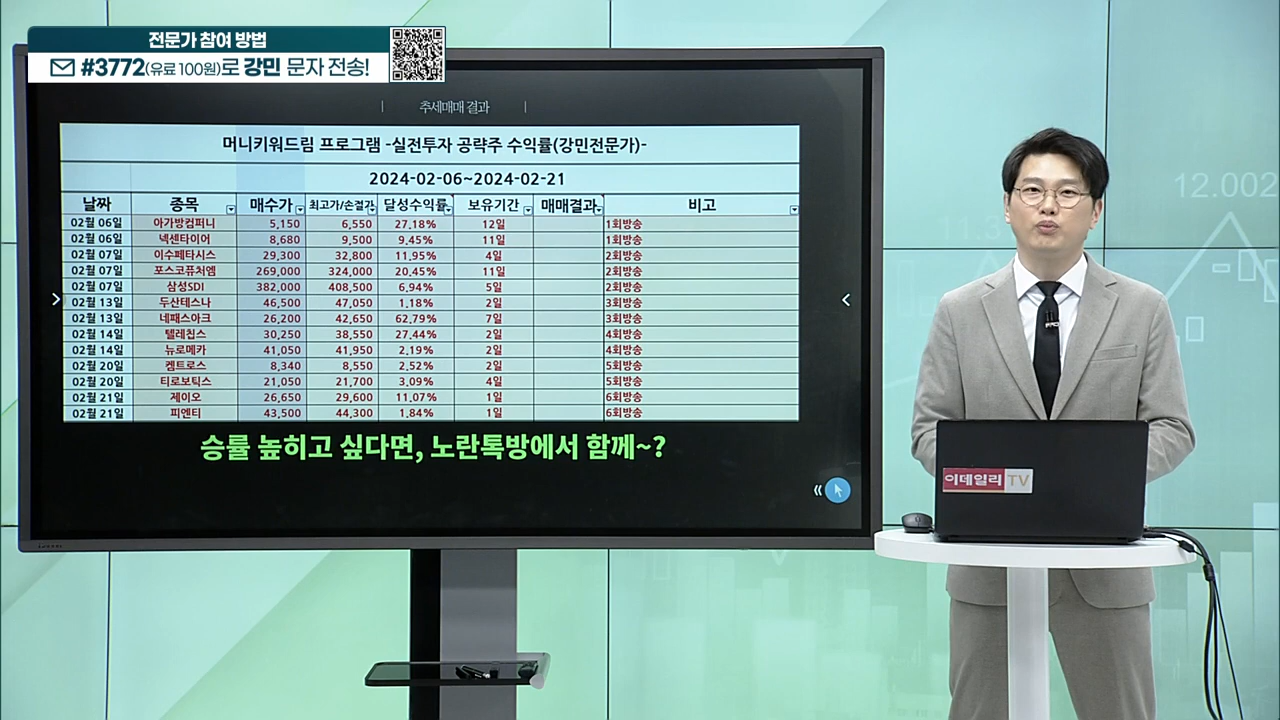 전문가 참여 방법
#3772(유료 100원)로 강민 문자 전송!
추세매매 결과
머니키워드림 프로그램 -실전투자 공략주 수익률(강민전문가)-
2024-02-06~2024-02-21
날짜 종목 매수가 최고가/손절가 달성수익률 보유기간 매매결과 비고
02월 06일 아가방컴퍼니 5,150 6,550 27.18% 12일 1회방송
02월 06일 넥센타이어 8,680 9,500 9.45% 11일 1회방송
02월 07일 이수페타시스 29,300 32,800 11.95% 4일 2회방송
02월 07일 포스코퓨처엠 269,000 324,000 20.45% 11일 2회방송
02월 07일 삼성SDI 382,000 408,500 6.94% 5일 2회방송
02월 13일 두산테스나 46,500 47,050 1.18% 2일 3회방송
02월 13일 네패스아크 26,200 42,650 62.79% 7일 3회방송
02월 14일 텔레칩스 30,250 38,550 27.44% 2일 4회방송
02월 14일 뉴로메카 41,050 41,950 2.19% 2일 4회방송
02월 20일 켐트로스 8,340 8,550 2.52% 2일 5회방송
02월 20일 티로보틱스 21,050 21,700 3.09% 4일 5회방송
02월 21일 제이오 26,650 29,600 11.07% 1일 6회방송
02월 21일 피엔티 43,500 44,300 1.84% 1일 6회방송
승률 높히고 싶다면, 노란톡방에서 함께~?
이데일리 TV
12.002